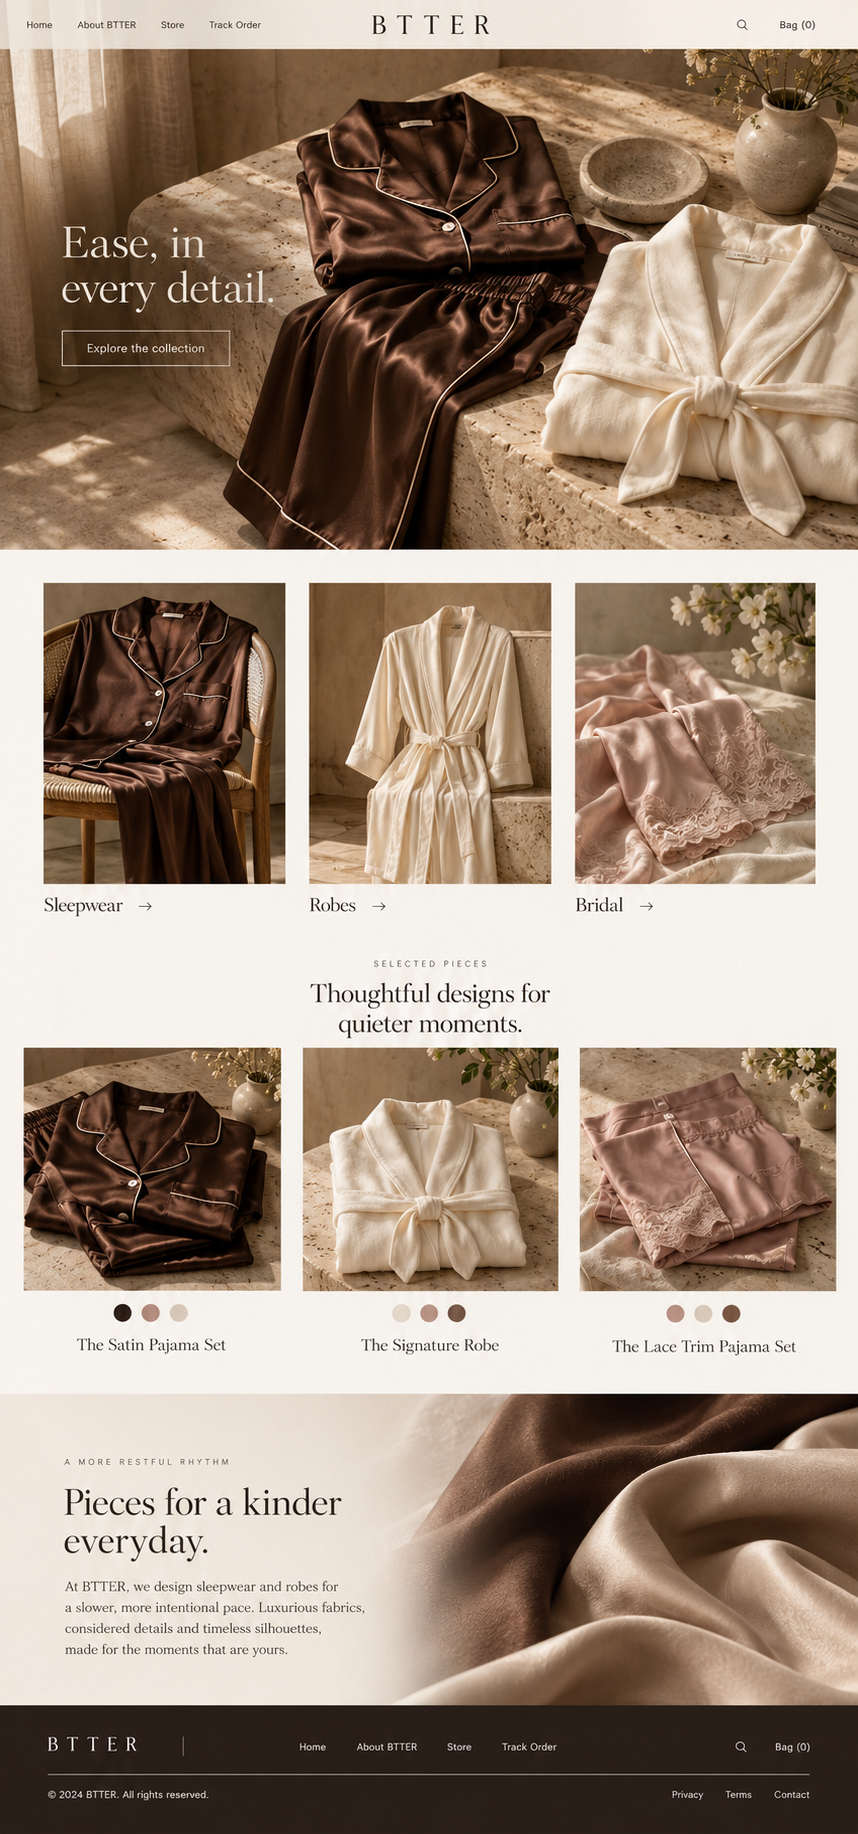 Home
About BTTER
Store
Track Order
BTTER
Bag (0)
Ease, in
every detail.
Explore the collection
Sleepwear →
Robes →
Bridal →
SELECTED PIECES
Thoughtful designs for
quieter moments.
The Satin Pajama Set
The Signature Robe
The Lace Trim Pajama Set
A MORE RESTFUL RHYTHM
Pieces for a kinder
everyday.
At BTTER, we design sleepwear and robes for
a slower, more intentional pace. Luxurious fabrics,
considered details and timeless silhouettes,
made for the moments that are yours.
BTTER
Home
About BTTER
Store
Track Order
Bag (0)
© 2024 BTTER. All rights reserved.
Privacy
Terms
Contact